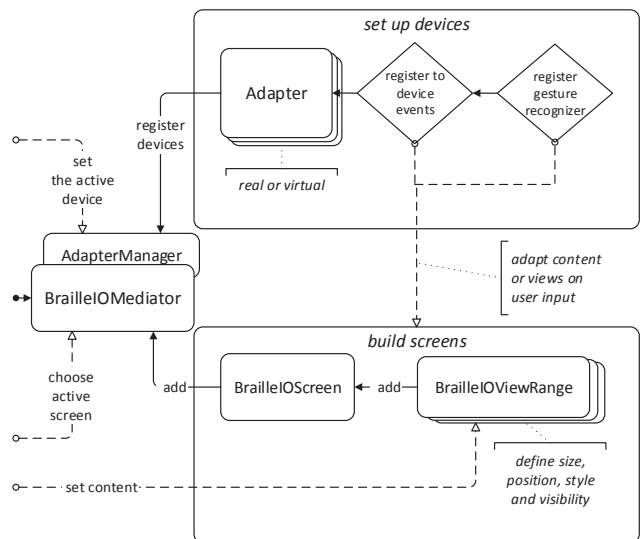 set up devices
Adapter
register to
device
events
register
gesture
recognizer
register
devices
real or virtual
set
the active
device
AdapterManager
BrailleIOMediator
adapt content
or views on
user input
build screens
choose
active
screen
add
BrailleIOScreen
add
BrailleIOViewRange
set content
define size,
position, style
and visibility